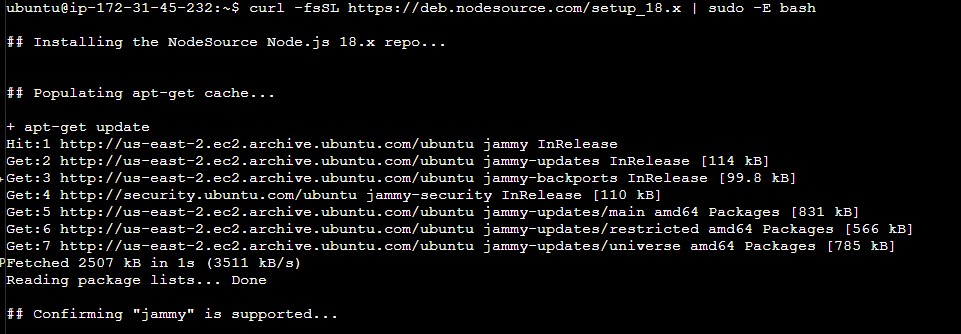 ubuntu@ip-172-31-45-232:~$ curl -fsSL https://deb.nodesource.com/setup_18.x | sudo -E bash
## Installing the NodeSource Node.js 18.x repo...
## Populating apt-get cache...
+ apt-get update
Hit:1 http://us-east-2.ec2.archive.ubuntu.com/ubuntu jammy InRelease
Get:2 http://us-east-2.ec2.archive.ubuntu.com/ubuntu jammy-updates InRelease [114 kB]
Get:3 http://us-east-2.ec2.archive.ubuntu.com/ubuntu jammy-backports InRelease [99.8 kB]
Get:4 http://security.ubuntu.com/ubuntu jammy-security InRelease [110 kB]
Get:5 http://us-east-2.ec2.archive.ubuntu.com/ubuntu jammy-updates/main amd64 Packages [831 kB]
Get:6 http://us-east-2.ec2.archive.ubuntu.com/ubuntu jammy-updates/restricted amd64 Packages [566 kB]
Get:7 http://us-east-2.ec2.archive.ubuntu.com/ubuntu jammy-updates/universe amd64 Packages [785 kB]
Fetched 2507 kB in 1s (3511 kB/s)
Reading package lists... Done
## Confirming "jammy" is supported...